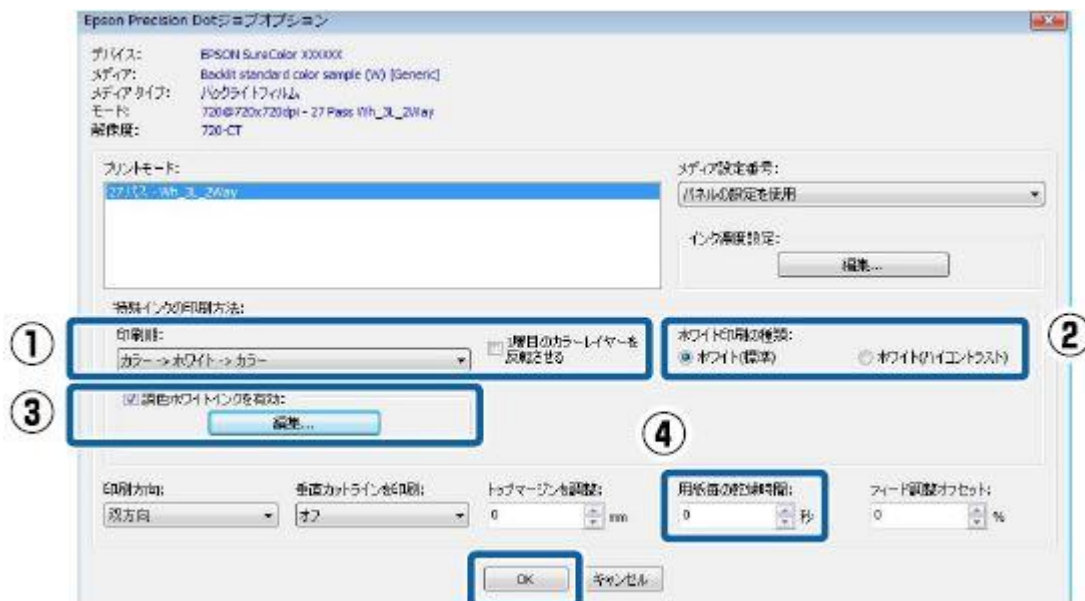 Epson Precision Dotジョブオプション
デバイス: EPSON SureColor XXXXXX
メディア: Backlit standard color sample (W) [Generic]
メディアタイプ: バックライトフィルム
モード: 720@720x720dpi - 27 Pass Wh_3L_2Way
解像度: 720-CT
プリントモード:
27パス - Wh_3L_2Way
メディア設定番号:
パネルの設定を使用
インク濃度設定:
編集...
特殊インクの印刷方法:
①
印刷順:
カラー -> ホワイト -> カラー
1層目のカラーレイヤーを
反転させる
ホワイト印刷の種類:
ホワイト(標準) ホワイト(ハイコントラスト)
②
③
調色ホワイトインクを有効:
編集...
④
印刷方向:
双方向
垂直カットラインを印刷:
オフ
トップマージンを調整:
0 mm
用紙毎の乾燥時間:
0 秒
フィード調整オフセット:
0 %
OK キャンセル